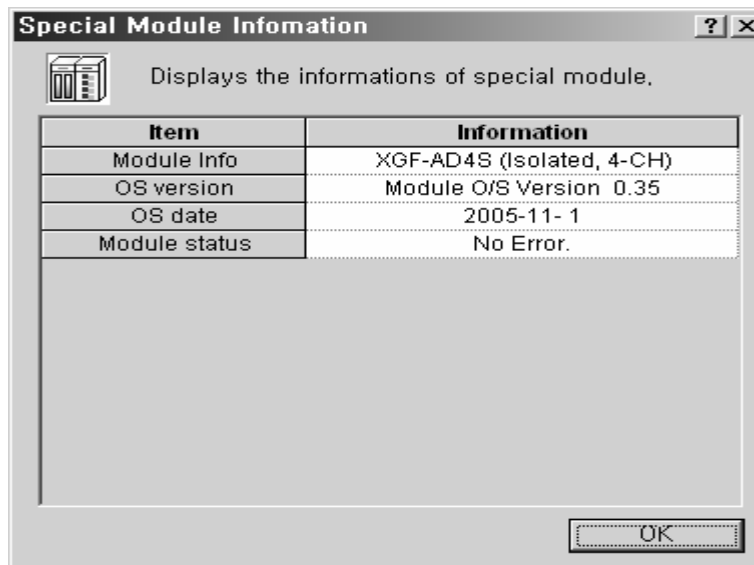 Special Module Infomation
Displays the informations of special module,
Item Information
Module Info XGF-AD4S (Isolated, 4-CH)
OS version Module O/S Version 0.35
OS date 2005-11- 1
Module status No Error.
OK